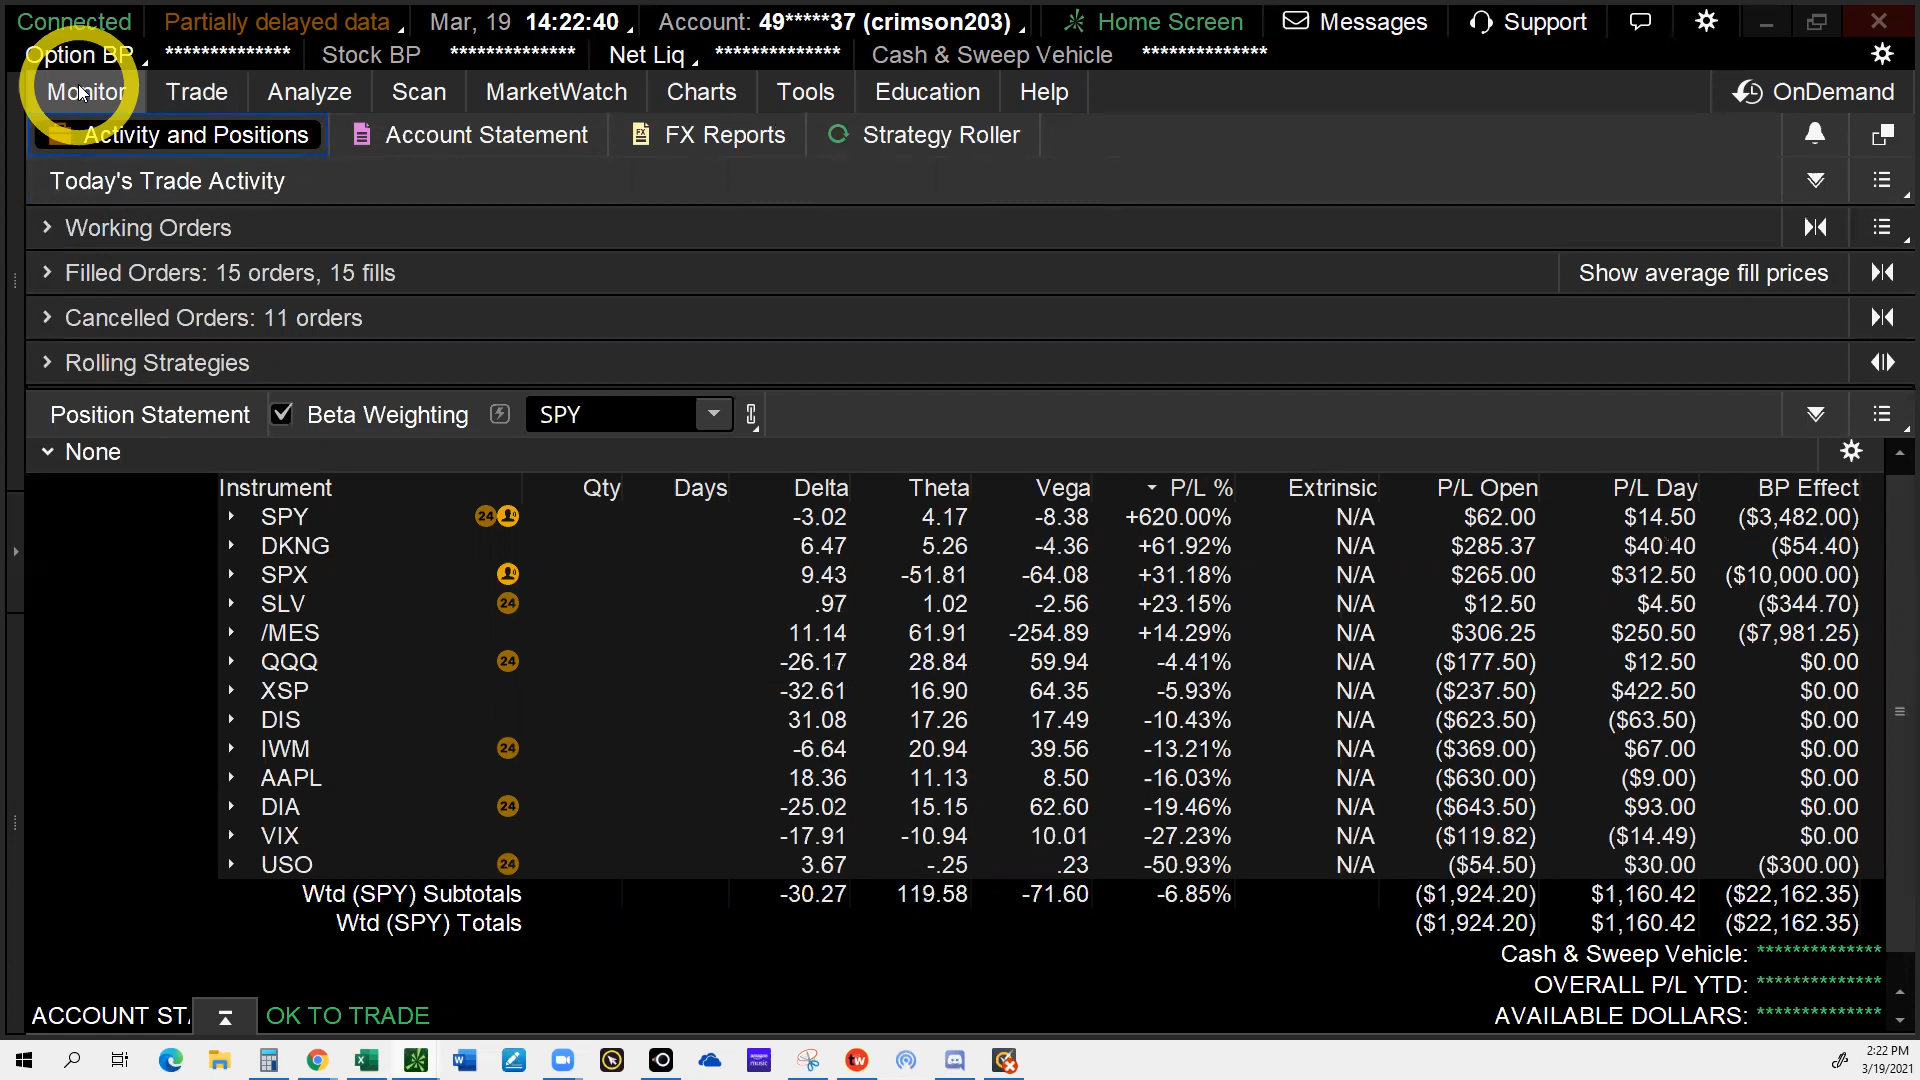 Connected Partially delayed data Mar, 19 14:22:40 Account: 49*****37 (crimson203) Home Screen Messages Support
Option BP ************** Stock BP ************** Net Liq ************** Cash & Sweep Vehicle **************
Monitor Trade Analyze Scan MarketWatch Charts Tools Education Help OnDemand
Activity and Positions Account Statement FX Reports Strategy Roller
Today's Trade Activity
Working Orders
Filled Orders: 15 orders, 15 fills Show average fill prices
Cancelled Orders: 11 orders
Rolling Strategies
Position Statement Beta Weighting SPY
None
Instrument Qty Days Delta Theta Vega P/L % Extrinsic P/L Open P/L Day BP Effect
SPY 24 -3.02 4.17 -8.38 +620.00% N/A $62.00 $14.50 ($3,482.00)
DKNG 6.47 5.26 -4.36 +61.92% N/A $285.37 $40.40 ($54.40)
SPX 9.43 -51.81 -64.08 +31.18% N/A $265.00 $312.50 ($10,000.00)
SLV 24 .97 1.02 -2.56 +23.15% N/A $12.50 $4.50 ($344.70)
/MES 11.14 61.91 -254.89 +14.29% N/A $306.25 $250.50 ($7,981.25)
QQQ 24 -26.17 28.84 59.94 -4.41% N/A ($177.50) $12.50 $0.00
XSP -32.61 16.90 64.35 -5.93% N/A ($237.50) $422.50 $0.00
DIS 31.08 17.26 17.49 -10.43% N/A ($623.50) ($63.50) $0.00
IWM 24 -6.64 20.94 39.56 -13.21% N/A ($369.00) $67.00 $0.00
AAPL 18.36 11.13 8.50 -16.03% N/A ($630.00) ($9.00) $0.00
DIA 24 -25.02 15.15 62.60 -19.46% N/A ($643.50) $93.00 $0.00
VIX -17.91 -10.94 10.01 -27.23% N/A ($119.82) ($14.49) $0.00
USO 24 3.67 -.25 .23 -50.93% N/A ($54.50) $30.00 ($300.00)
Wtd (SPY) Subtotals -30.27 119.58 -71.60 -6.85% ($1,924.20) $1,160.42 ($22,162.35)
Wtd (SPY) Totals ($1,924.20) $1,160.42 ($22,162.35)
Cash & Sweep Vehicle: **************
OVERALL P/L YTD: **************
ACCOUNT STA OK TO TRADE AVAILABLE DOLLARS: **************
2:22 PM
3/19/2021